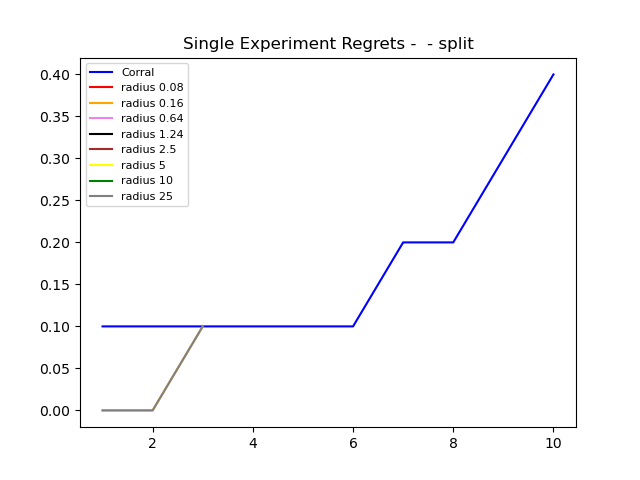 Single Experiment Regrets -  - split
0.40
0.35
0.30
0.25
0.20
0.15
0.10
0.05
0.00
Corral
radius 0.08
radius 0.16
radius 0.64
radius 1.24
radius 2.5
radius 5
radius 10
radius 25
2 4 6 8 10